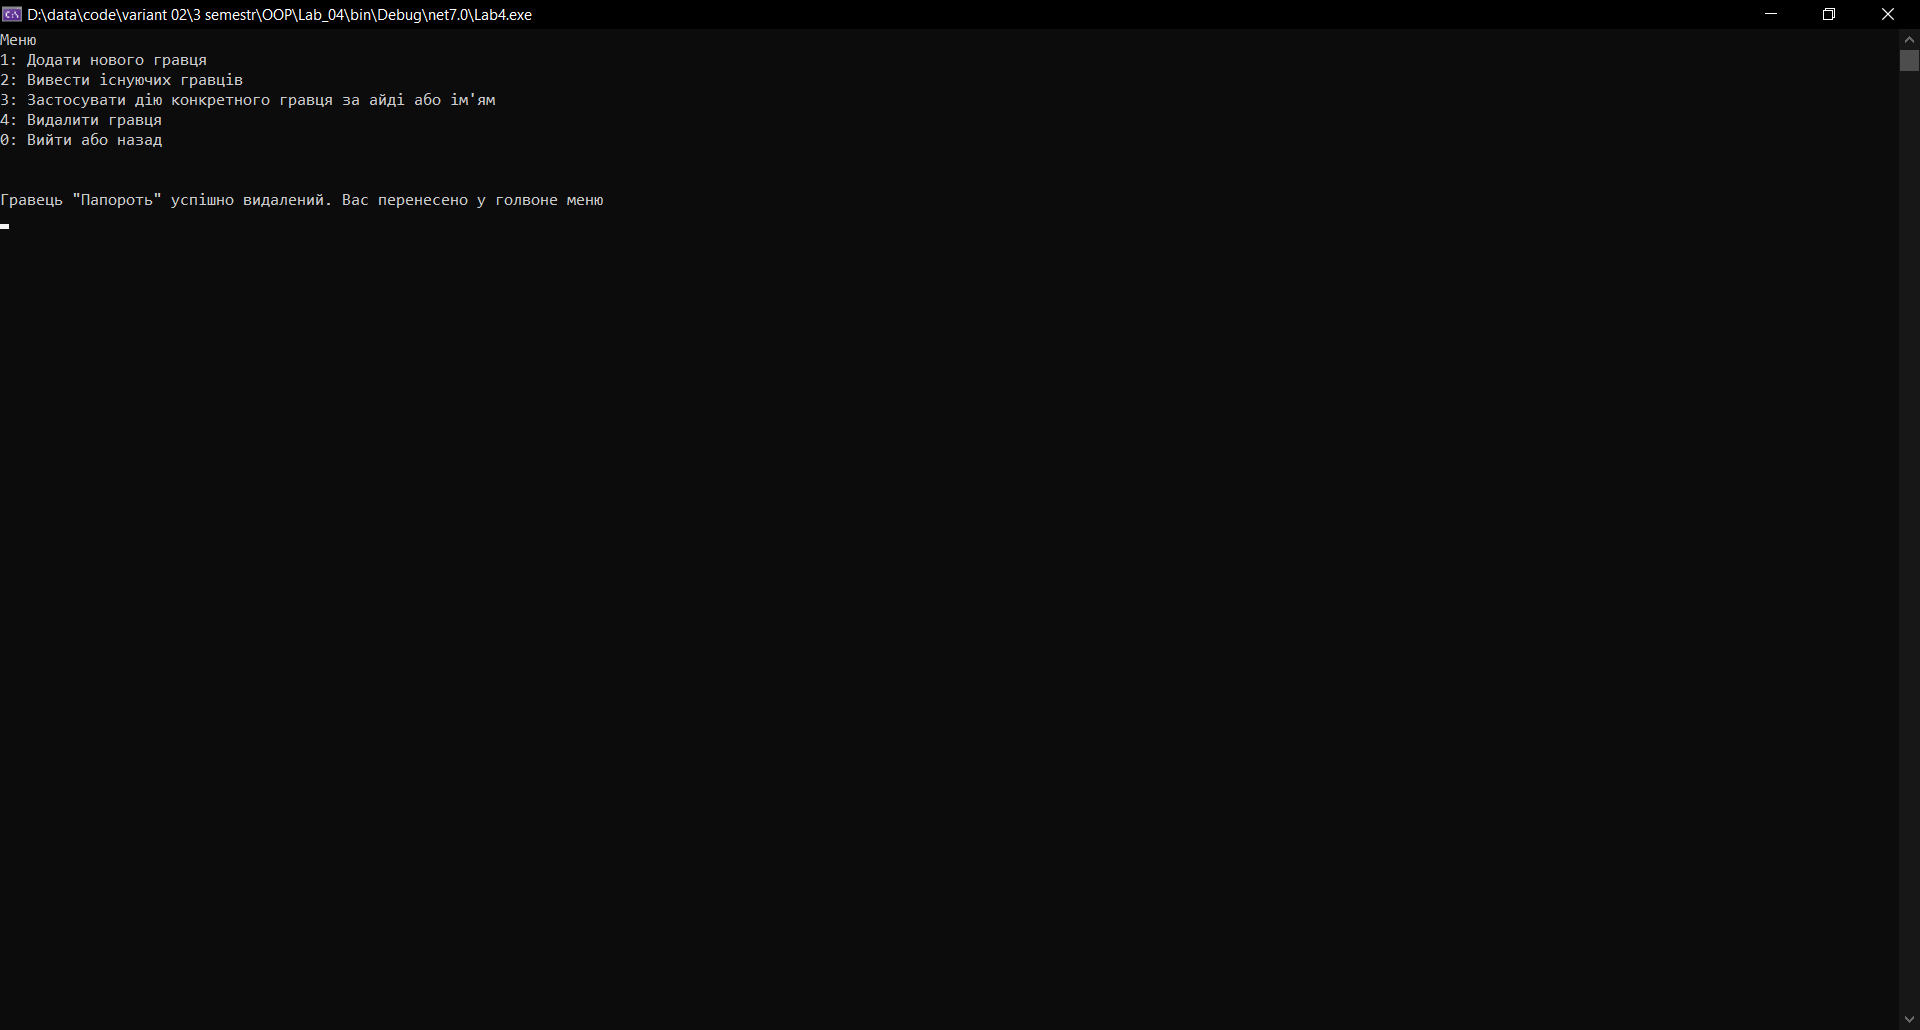 D:\data\code\variant 02\3 semestr\OOP\Lab_04\bin\Debug\net7.0\Lab4.exe
Меню
1: Додати нового гравця
2: Вивести існуючих гравців
3: Застосувати дію конкретного гравця за айді або ім'ям
4: Видалити гравця
0: Вийти або назад
Гравець "Папороть" успішно видалений. Вас перенесено у голвоне меню